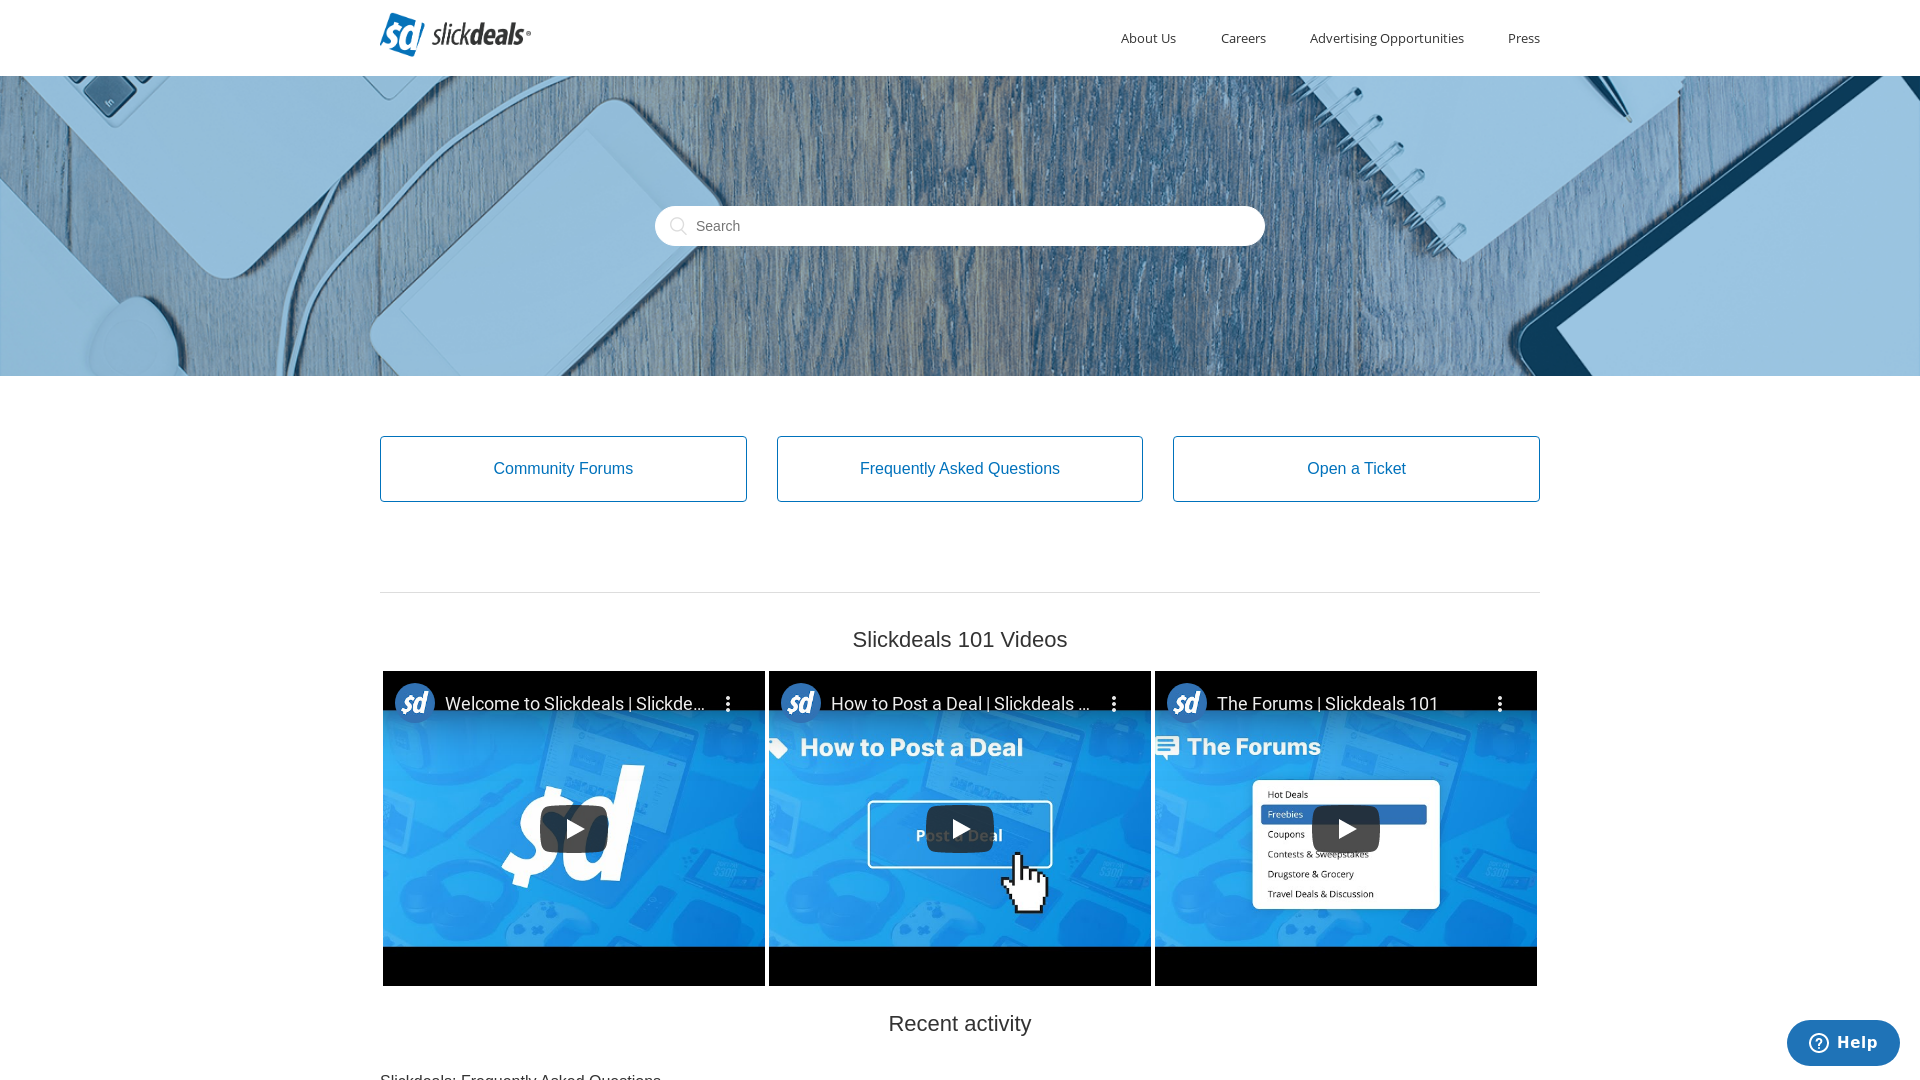 $d slickdeals®
About Us
Careers
Advertising Opportunities
Press
fn
Search
Community Forums
Frequently Asked Questions
Open a Ticket
Slickdeals 101 Videos
$d Welcome to Slickdeals | Slickde...
$d
$d How to Post a Deal | Slickdeals ...
How to Post a Deal
Post a Deal
$d The Forums | Slickdeals 101
The Forums
Hot Deals
Freebies
Coupons
Contests & Sweepstakes
Drugstore & Grocery
Travel Deals & Discussion
Recent activity
Slickdeals: Frequently Asked Questions
Help